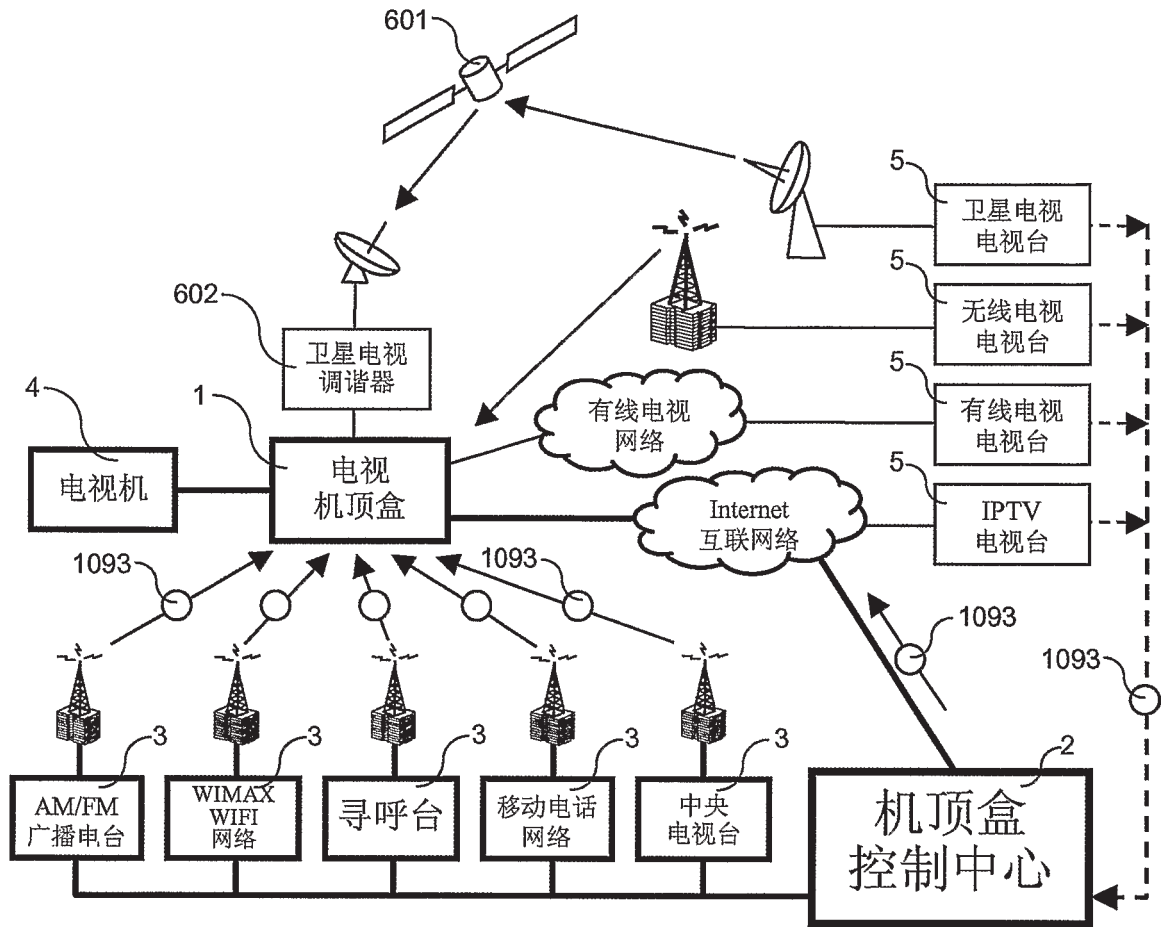 601
5
卫星电视
电视台
602
5
无线电视
电视台
卫星电视
调谐器
5
有线电视
电视台
4
1
有线电视
网络
电视机
电视
机顶盒
5
Internet
互联网络
IPTV
电视台
1093
1093
1093
1093
3
3
3
3
3
2
AM/FM
广播电台
WIMAX
WIFI
网络
寻呼台
移动电话
网络
中央
电视台
机顶盒
控制中心